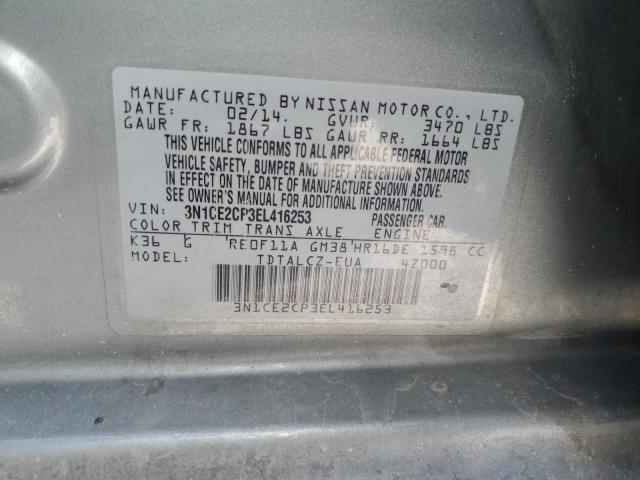 MANUFACTURED BY NISSAN MOTOR CO., LTD.
DATE: 02/14. GVWR: 3470 LBS
GAWR FR: 1867 LBS GAWR RR: 1664 LBS
THIS VEHICLE CONFORMS TO ALL APPLICABLE FEDERAL MOTOR
VEHICLE SAFETY, BUMPER AND THEFT PREVENTION STANDARDS
IN EFFECT ON THE DATE OF MANUFACTURE SHOWN ABOVE.
SEE OWNER'S MANUAL FOR ADDITIONAL INFORMATION.
VIN: 3N1CE2CP3EL416253 PASSENGER CAR.
COLOR TRIM TRANS AXLE ENGINE
K36 G RE0F11A GM38 HR16DE 1598 CC
MODEL: TDTALCZ-EUA 4Z000
3N1CE2CP3EL416253